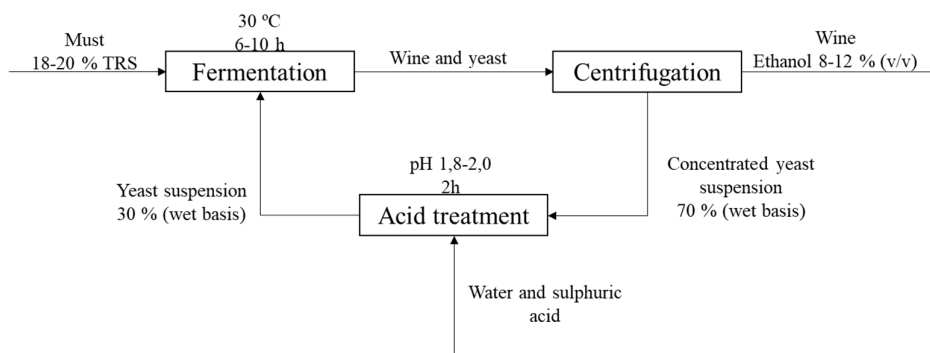 30 ºC
6-10 h
Must
18-20 % TRS
Fermentation
Wine and yeast
Centrifugation
Wine
Ethanol 8-12 % (v/v)
pH 1,8-2,0
2h
Acid treatment
Yeast suspension
30 % (wet basis)
Concentrated yeast
suspension
70 % (wet basis)
Water and sulphuric
acid